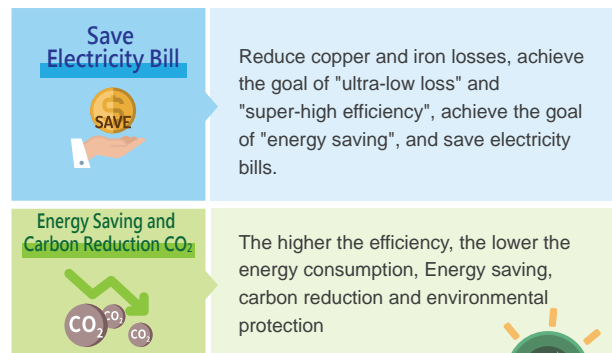 Save
Electricity Bill
SAVE
Reduce copper and iron losses, achieve
the goal of "ultra-low loss" and
"super-high efficiency", achieve the goal
of "energy saving", and save electricity
bills.
Energy Saving and
Carbon Reduction CO₂
CO₂
CO₂
CO₂
The higher the efficiency, the lower the
energy consumption, Energy saving,
carbon reduction and environmental
protection